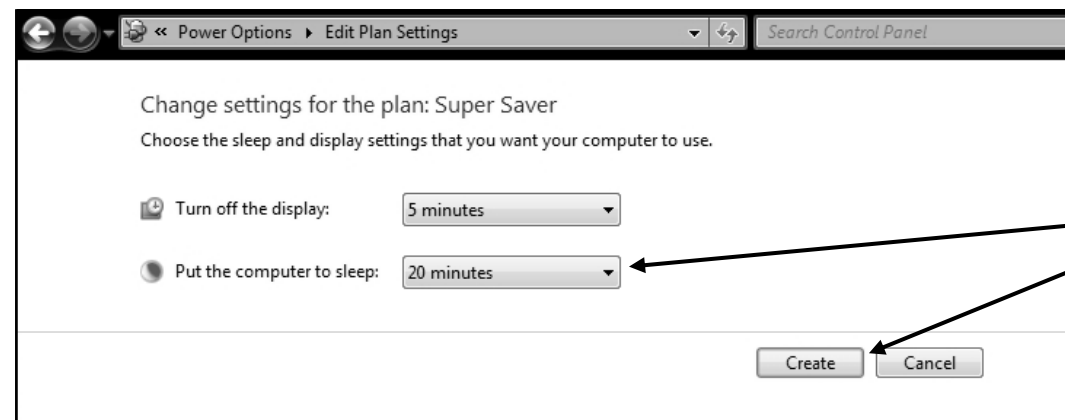 « Power Options ▸ Edit Plan Settings Search Control Panel
Change settings for the plan: Super Saver
Choose the sleep and display settings that you want your computer to use.
Turn off the display: 5 minutes
Put the computer to sleep: 20 minutes
Create Cancel